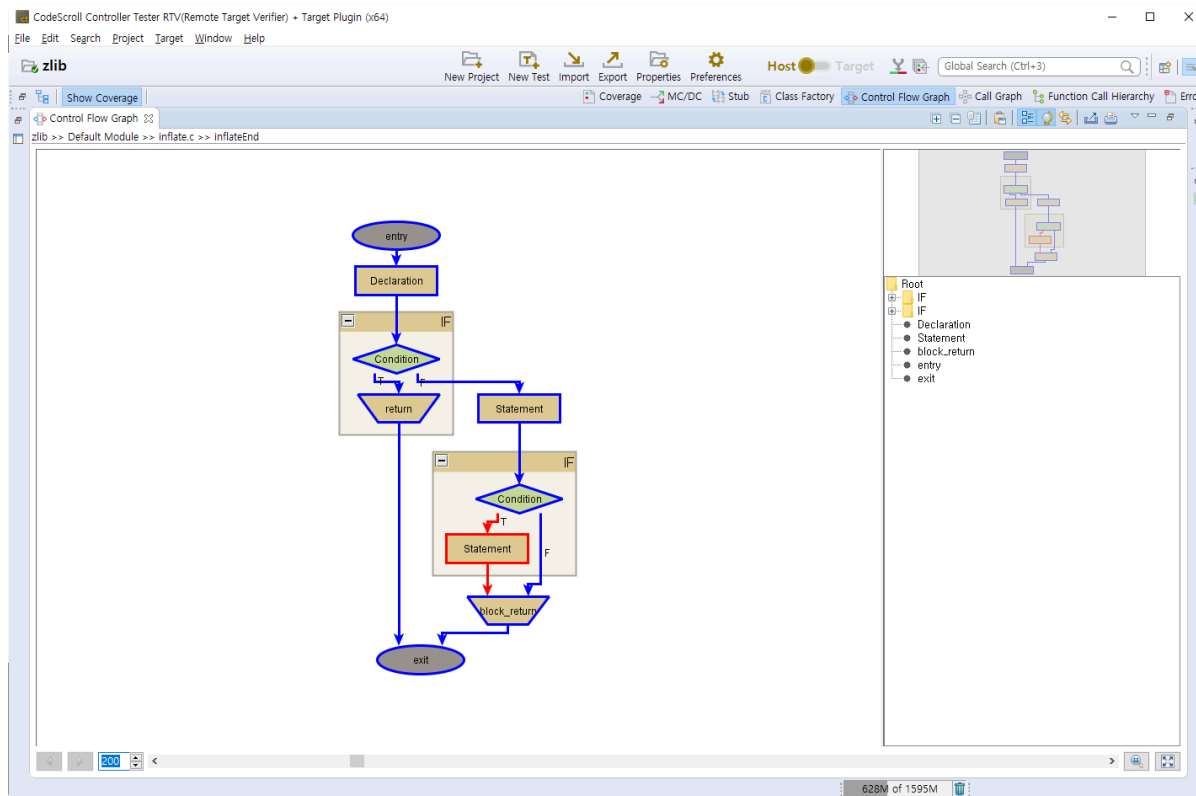 CodeScroll Controller Tester RTV(Remote Target Verifier) + Target Plugin (x64)
File Edit Search Project Target Window Help
zlib
New Project New Test Import Export Properties Preferences
Host Target
Global Search (Ctrl+3)
Show Coverage
Coverage MC/DC Stub Class Factory Control Flow Graph Call Graph Function Call Hierarchy
Control Flow Graph
zlib >> Default Module >> inflate.c >> inflateEnd
entry
Declaration
IF
Condition
T F
return
Statement
IF
Condition
T
Statement
F
block_return
exit
Root
IF
IF
Declaration
Statement
block_return
entry
exit
200
628M of 1595M